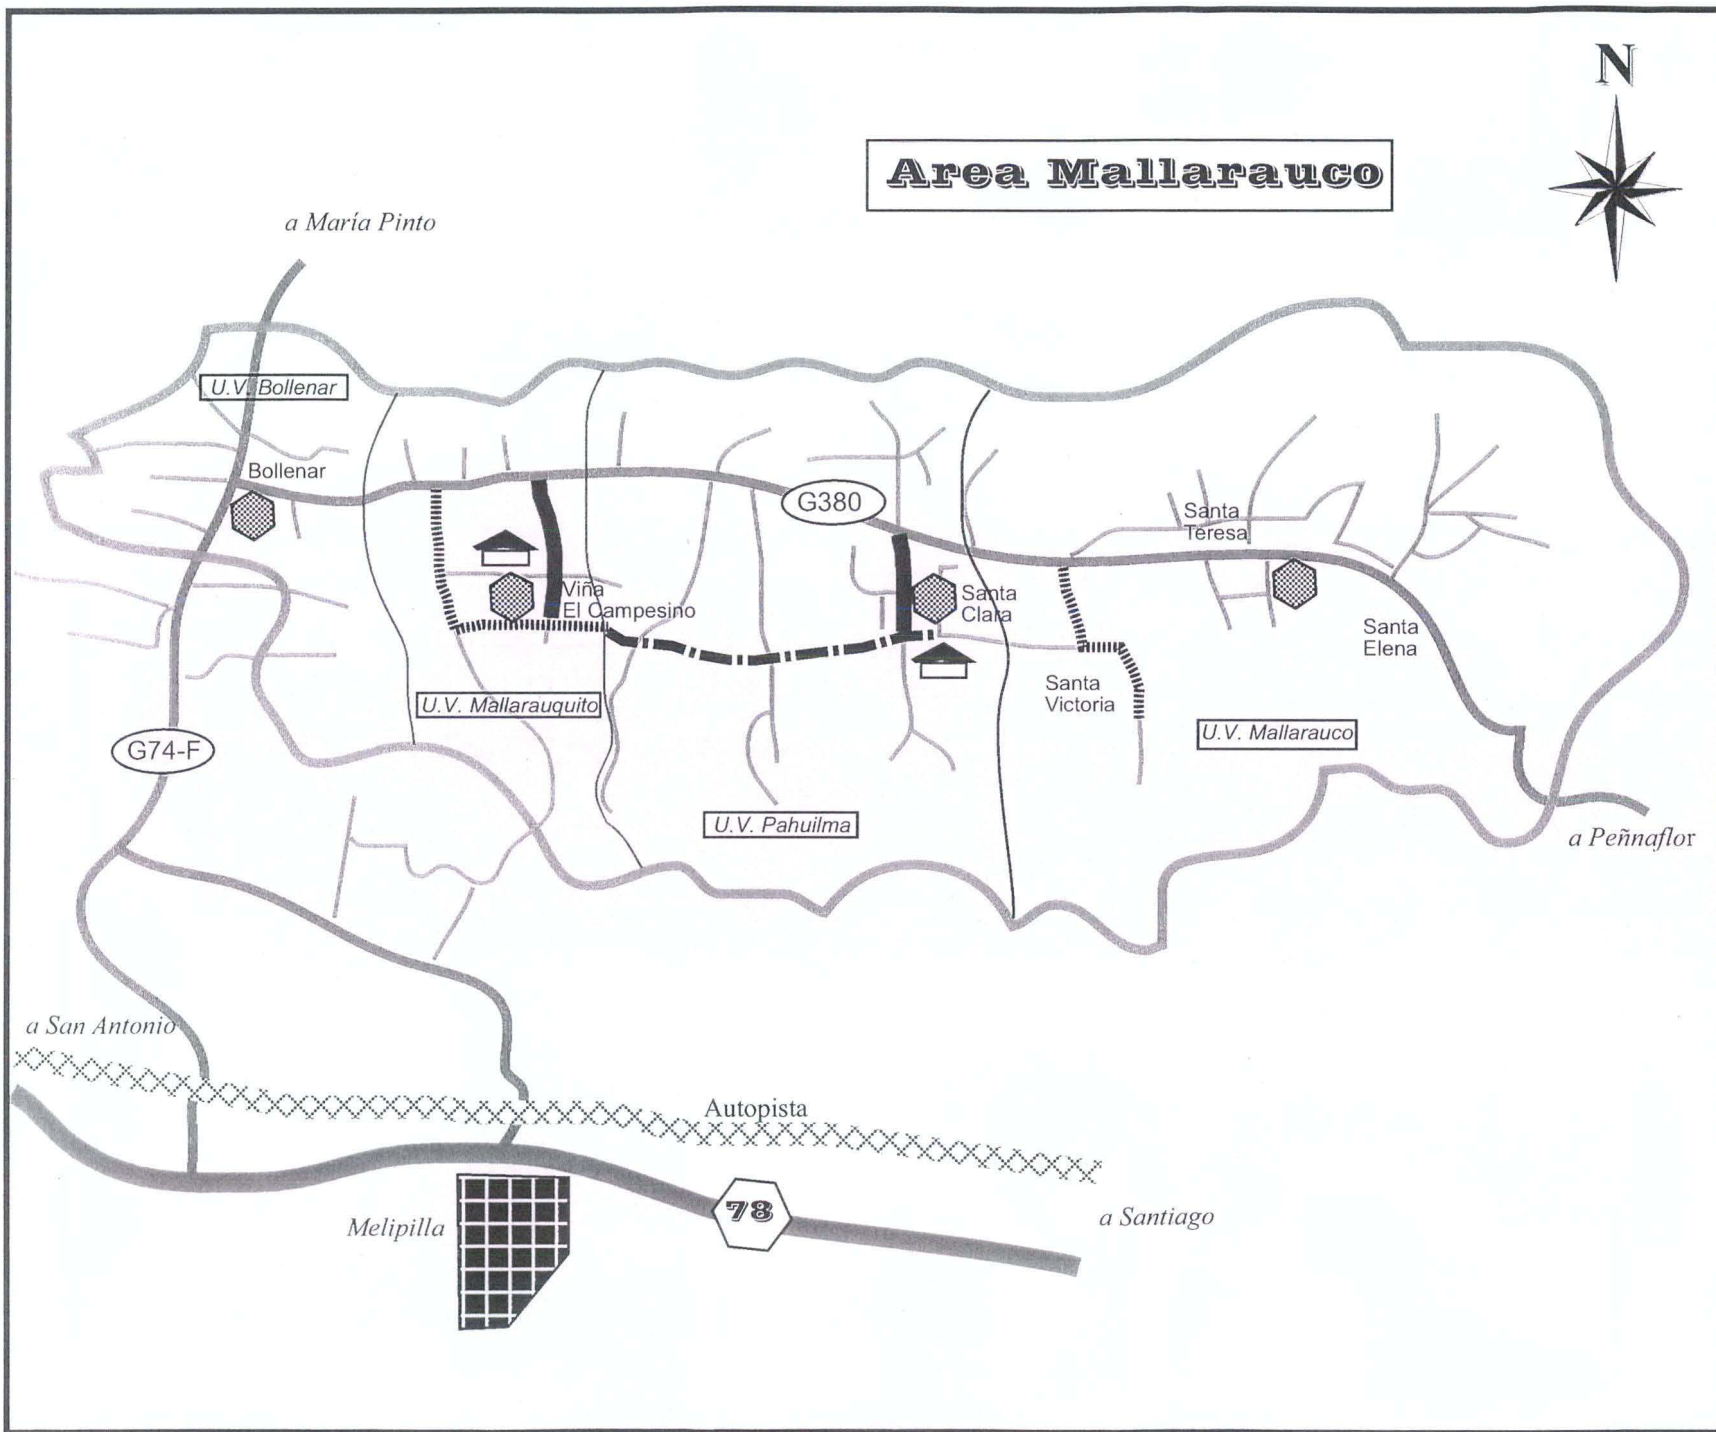 N
Area Mallarauco
a María Pinto
U.V. Bollenar
Bollenar
G380
Santa
Teresa
Viña
El Campesino
Santa
Clara
Santa
Elena
U.V. Mallarauquito
Santa
Victoria
U.V. Mallarauco
G74-F
U.V. Pahuilma
a Peñnaflor
a San Antonio
Autopista
78
Melipilla
a Santiago